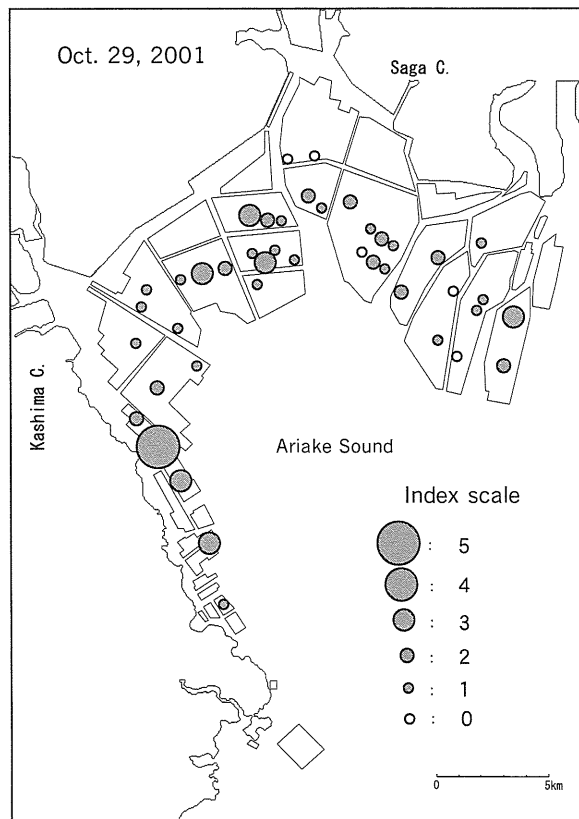 Oct. 29, 2001
Saga C.
Kashima C.
Ariake Sound
Index scale
: 5
: 4
: 3
: 2
: 1
: 0
0 5km